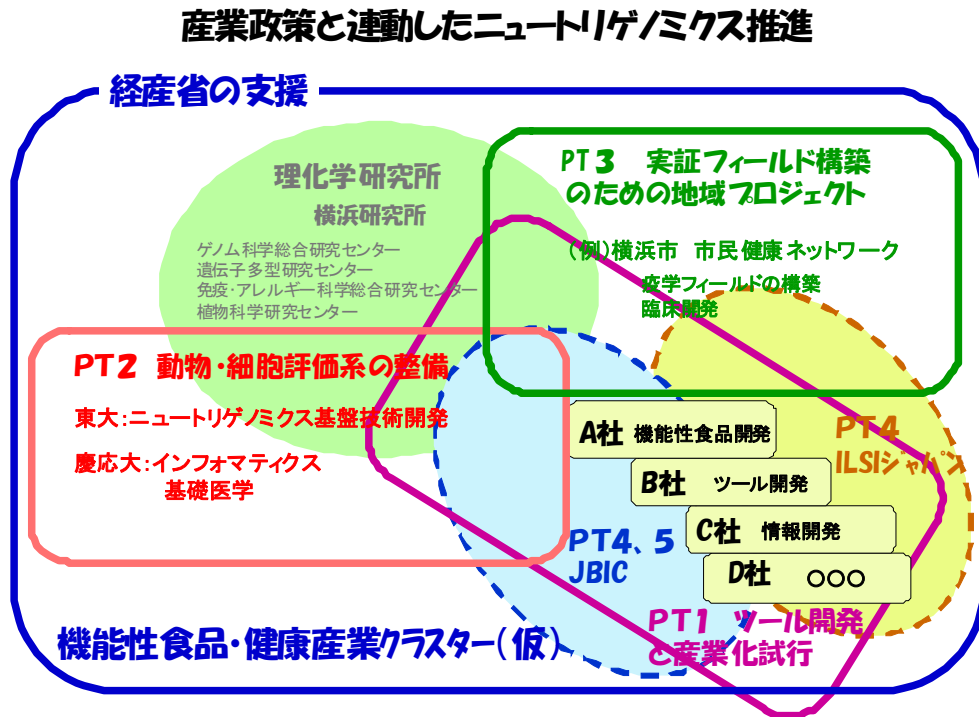 産業政策と連動したニュートリゲノミクス推進
経産省の支援
理化学研究所
横浜研究所
ゲノム科学総合研究センター
遺伝子多型研究センター
免疫・アレルギー科学総合研究センター
植物科学研究センター
PT3 実証フィールド構築
のための地域プロジェクト
(例)横浜市 市民健康ネットワーク
疫学フィールドの構築
臨床開発
PT2 動物・細胞評価系の整備
東大:ニュートリゲノミクス基盤技術開発
慶応大:インフォマティクス
基礎医学
A社 機能性食品開発
B社 ツール開発
C社 情報開発
D社 ○○○
PT4
ILSIジャパン
PT4、5
JBIC
PT1 ツール開発
と産業化試行
機能性食品・健康産業クラスター(仮)